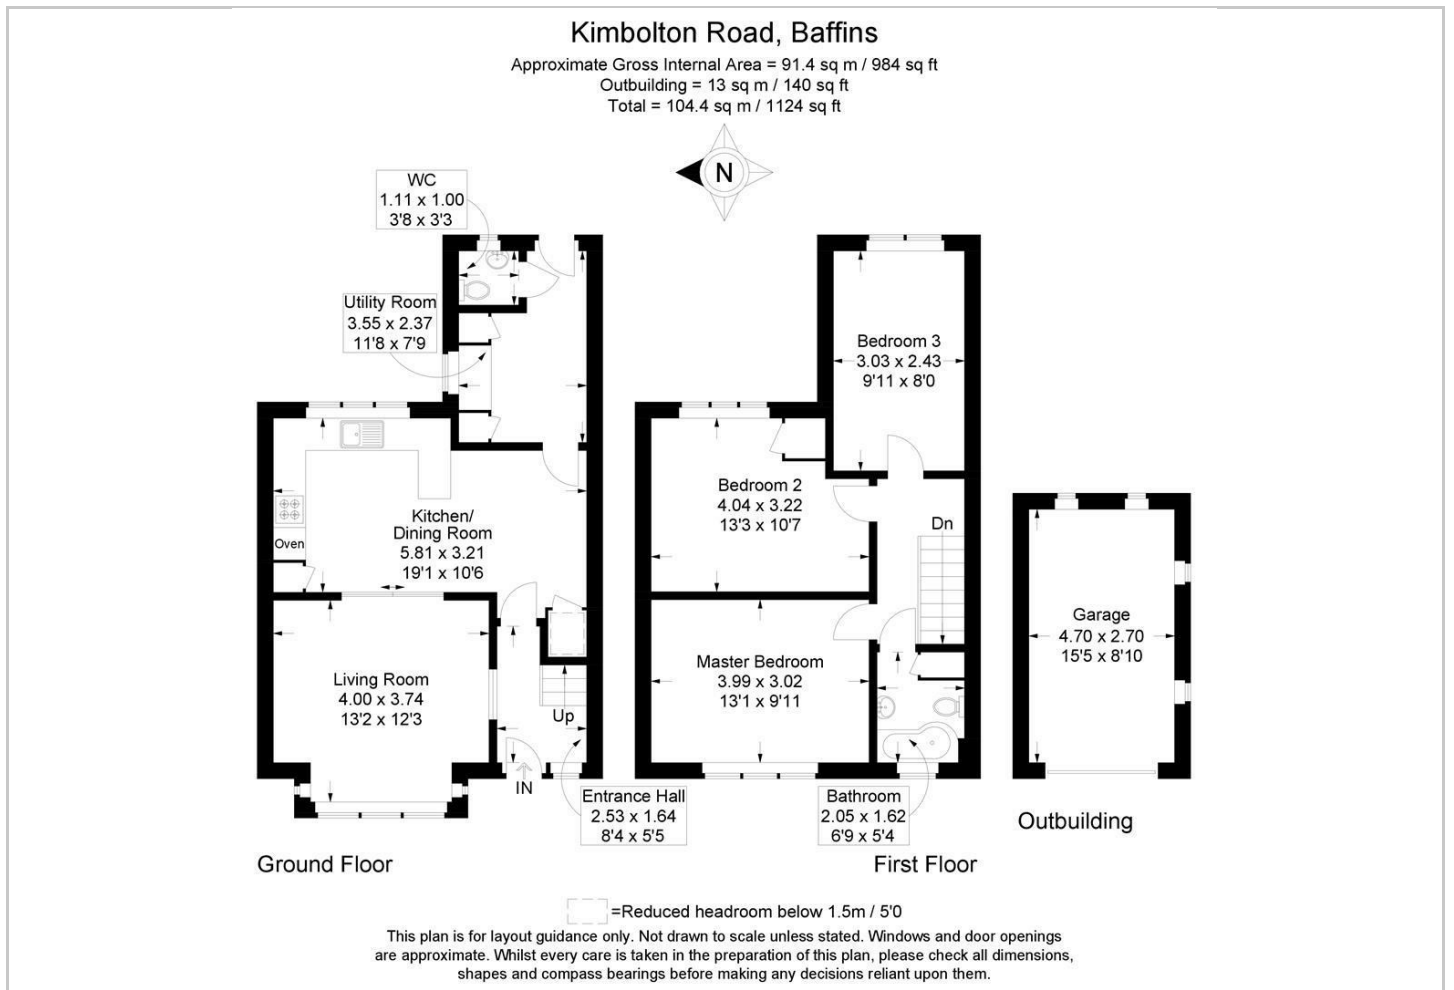 Kimbolton Road, Baffins
Approximate Gross Internal Area = 91.4 sq m / 984 sq ft
Outbuilding = 13 sq m / 140 sq ft
Total = 104.4 sq m / 1124 sq ft
N
WC
1.11 x 1.00
3'8 x 3'3
Utility Room
3.55 x 2.37
11'8 x 7'9
Kitchen/
Dining Room
5.81 x 3.21
19'1 x 10'6
Oven
Living Room
4.00 x 3.74
13'2 x 12'3
Up
IN
Entrance Hall
2.53 x 1.64
8'4 x 5'5
Ground Floor
Bedroom 3
3.03 x 2.43
9'11 x 8'0
Bedroom 2
4.04 x 3.22
13'3 x 10'7
Dn
Master Bedroom
3.99 x 3.02
13'1 x 9'11
Bathroom
2.05 x 1.62
6'9 x 5'4
First Floor
Garage
4.70 x 2.70
15'5 x 8'10
Outbuilding
=Reduced headroom below 1.5m / 5'0
This plan is for layout guidance only. Not drawn to scale unless stated. Windows and door openings
are approximate. Whilst every care is taken in the preparation of this plan, please check all dimensions,
shapes and compass bearings before making any decisions reliant upon them.